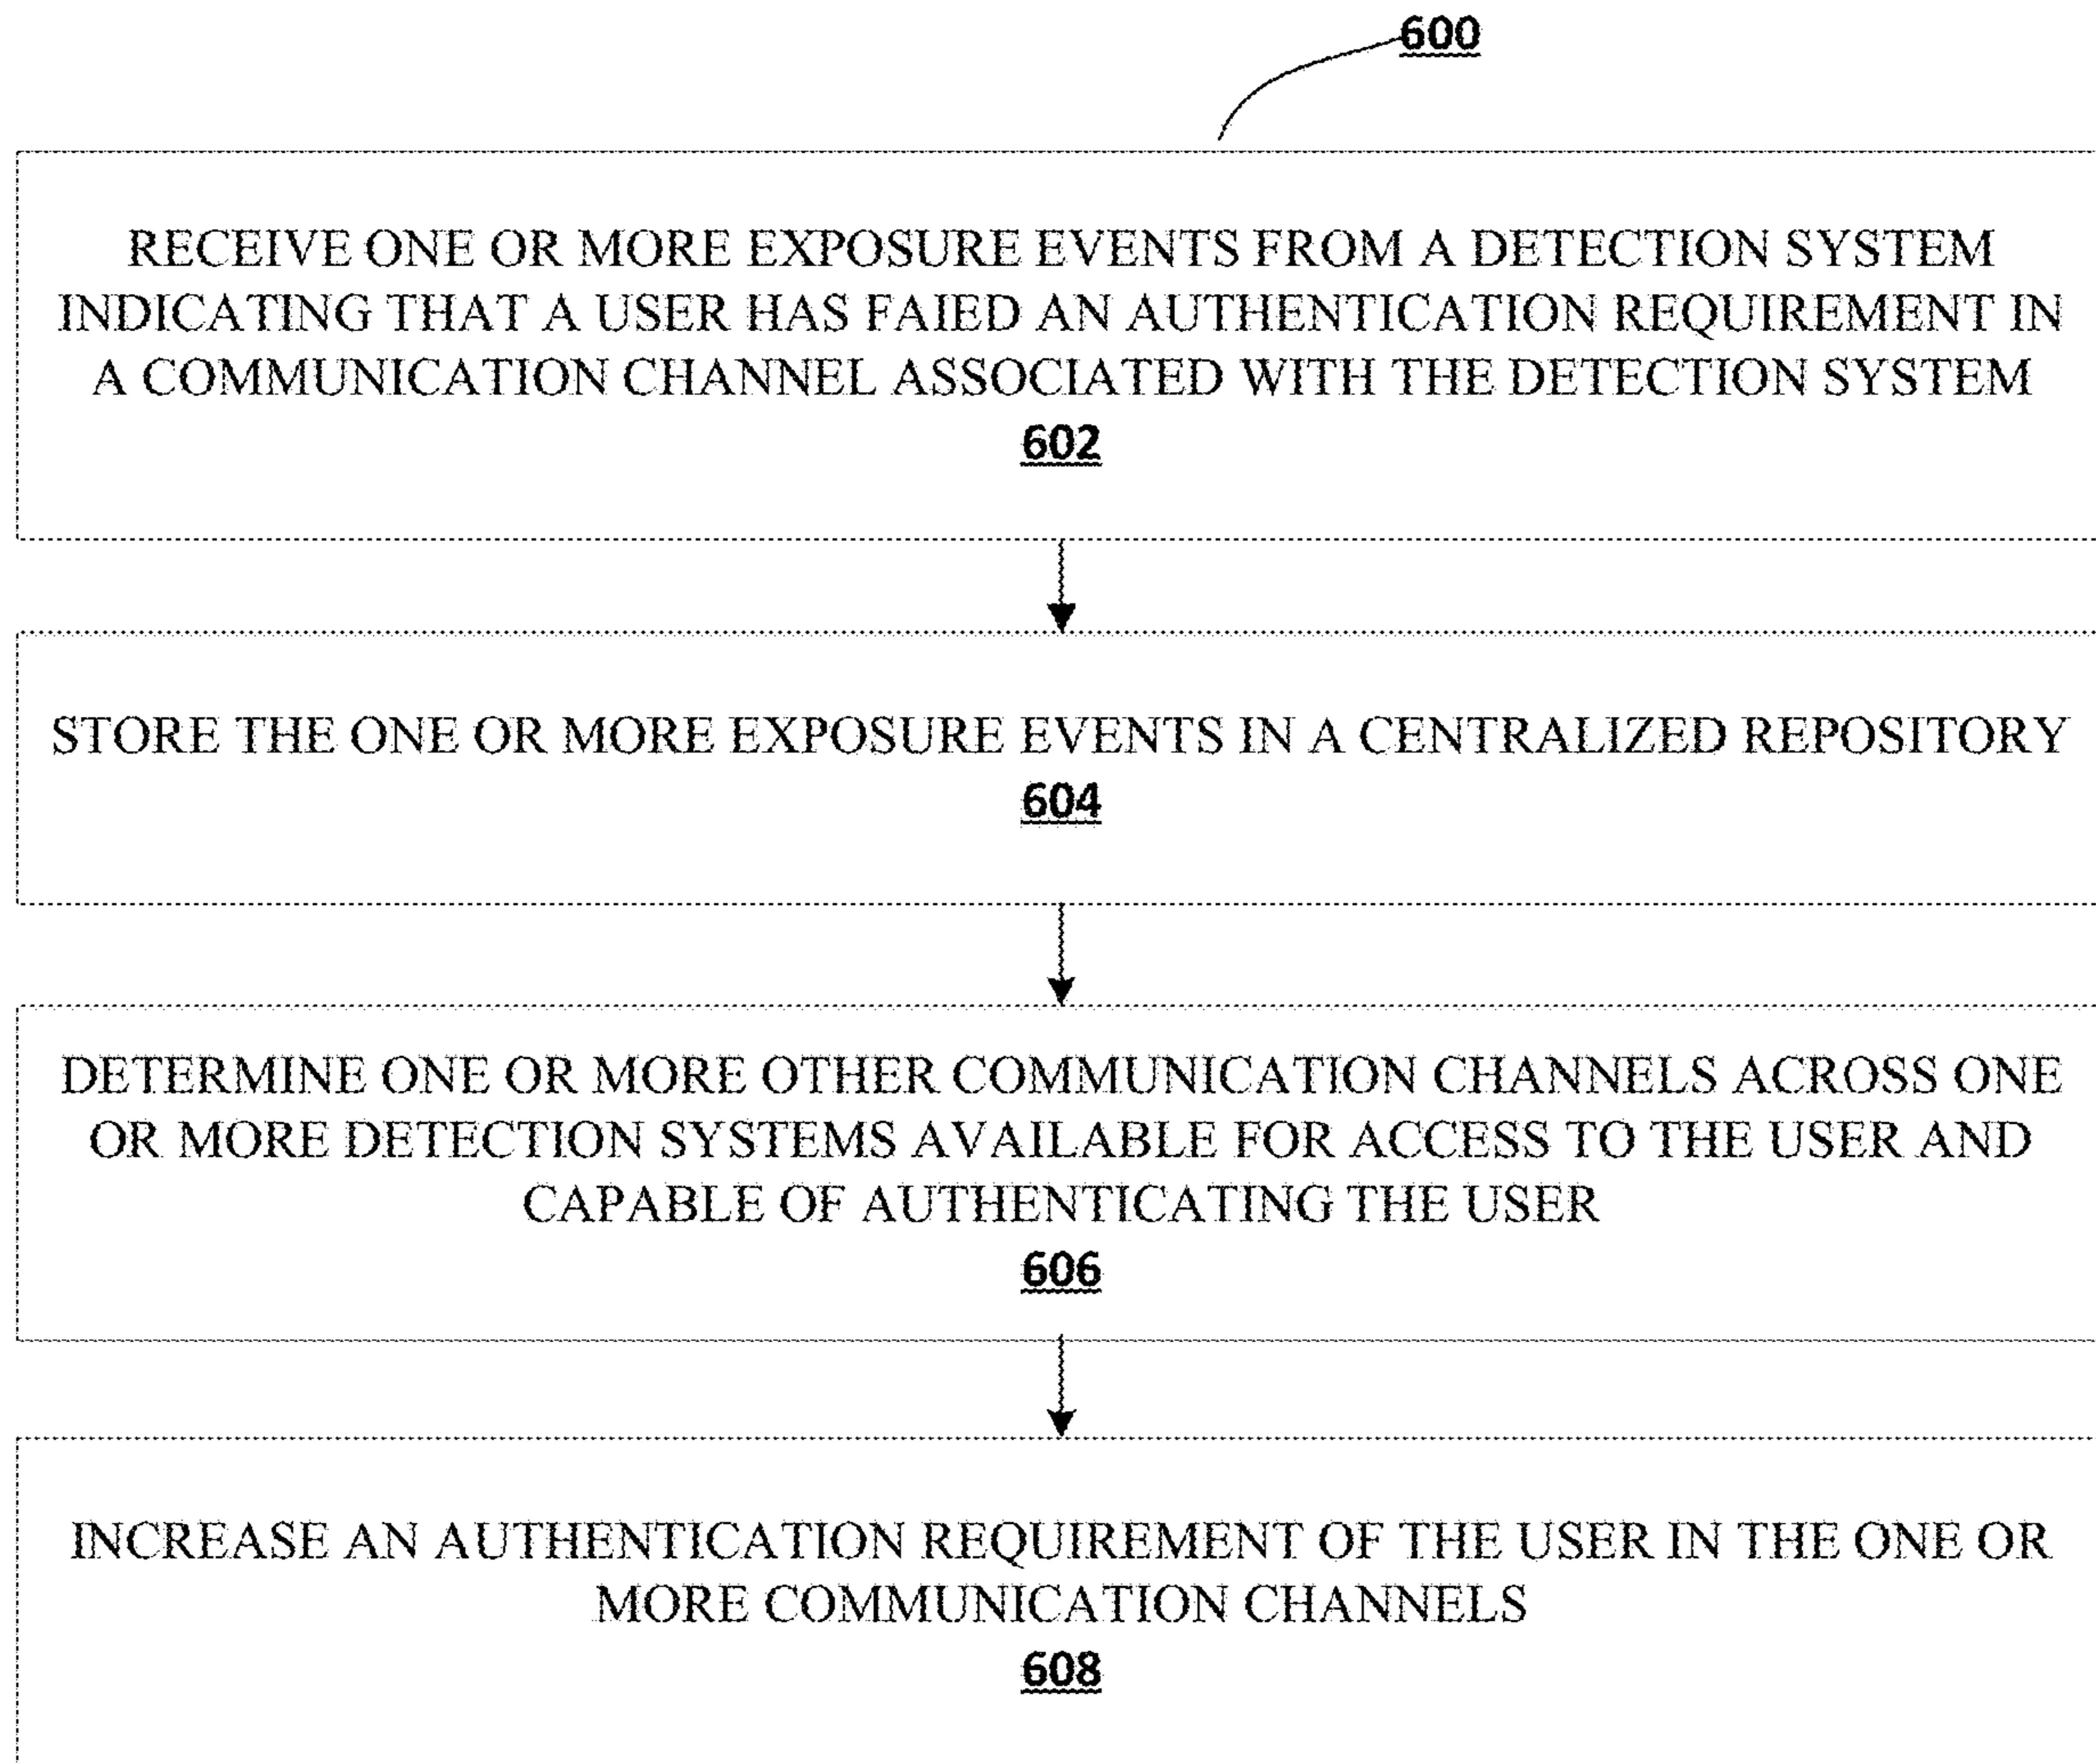 600
RECEIVE ONE OR MORE EXPOSURE EVENTS FROM A DETECTION SYSTEM
INDICATING THAT A USER HAS FAIED AN AUTHENTICATION REQUIREMENT IN
A COMMUNICATION CHANNEL ASSOCIATED WITH THE DETECTION SYSTEM
602
STORE THE ONE OR MORE EXPOSURE EVENTS IN A CENTRALIZED REPOSITORY
604
DETERMINE ONE OR MORE OTHER COMMUNICATION CHANNELS ACROSS ONE
OR MORE DETECTION SYSTEMS AVAILABLE FOR ACCESS TO THE USER AND
CAPABLE OF AUTHENTICATING THE USER
606
INCREASE AN AUTHENTICATION REQUIREMENT OF THE USER IN THE ONE OR
MORE COMMUNICATION CHANNELS
608